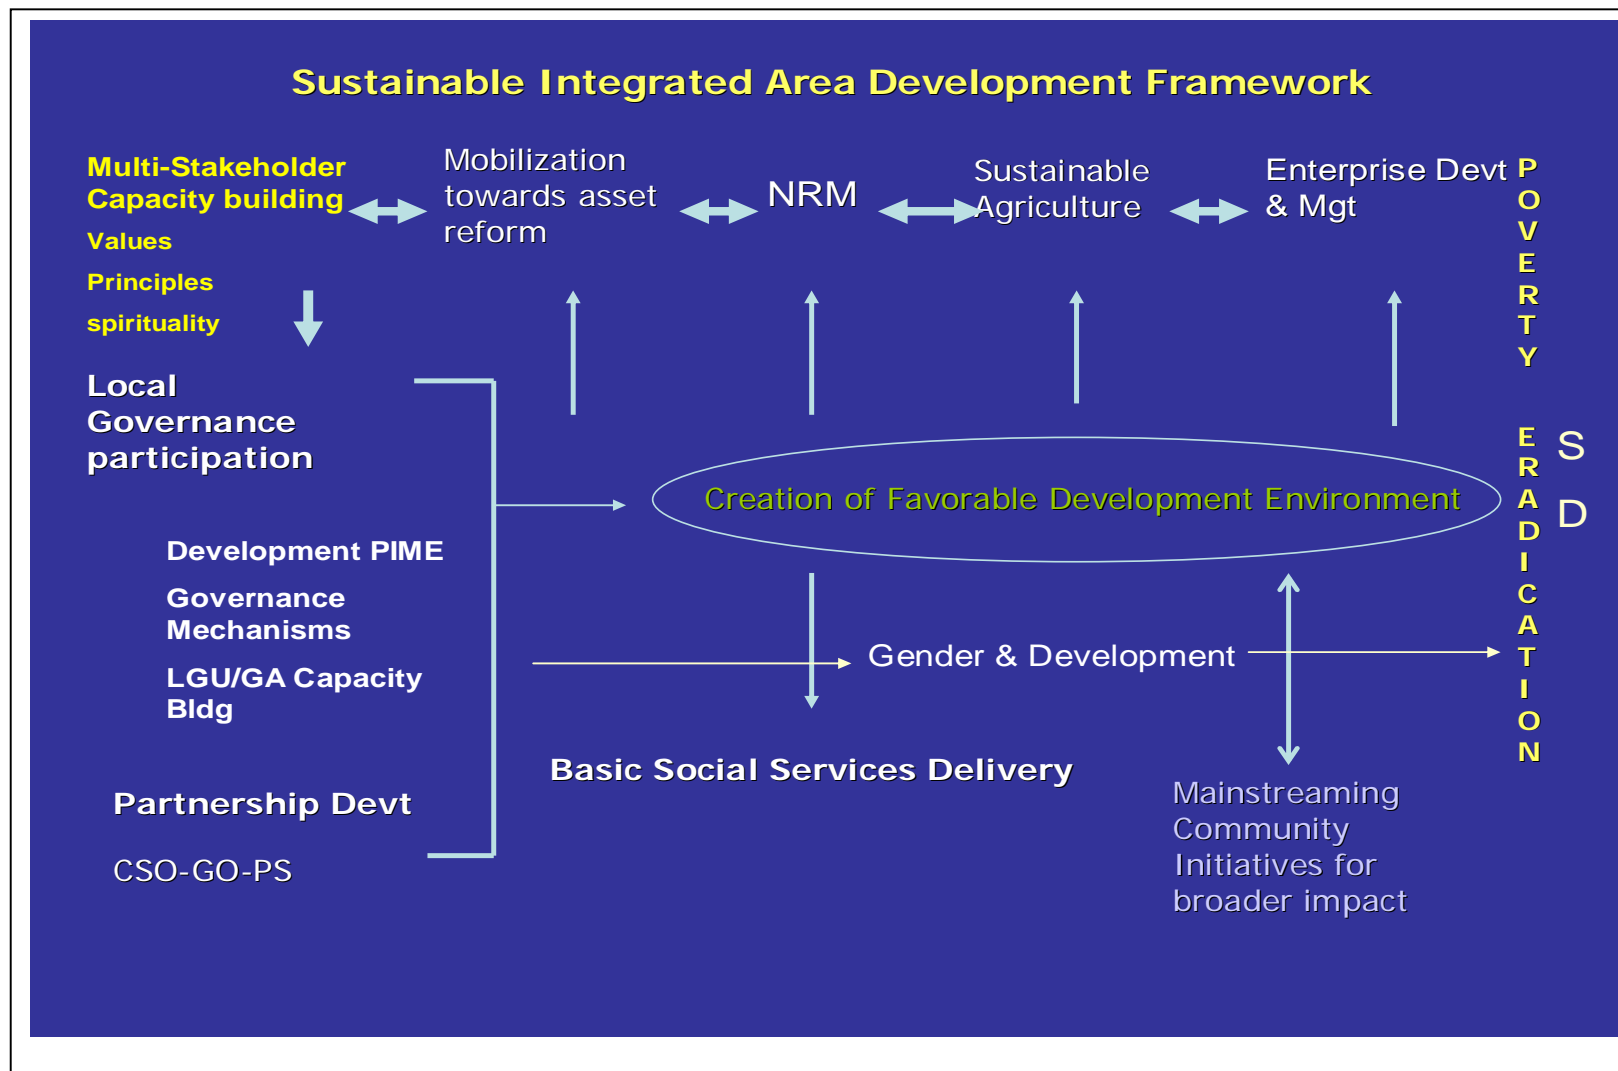 Sustainable Integrated Area Development Framework
Multi-Stakeholder
Capacity building
Values
Principles
spirituality
Mobilization
towards asset
reform
NRM
Sustainable
Agriculture
Enterprise Devt
& Mgt
POVERTY ERADICATION
S
D
Local
Governance
participation
Creation of Favorable Development Environment
Development PIME
Governance
Mechanisms
LGU/GA Capacity
Bldg
Gender & Development
Basic Social Services Delivery
Partnership Devt
CSO-GO-PS
Mainstreaming
Community
Initiatives for
broader impact